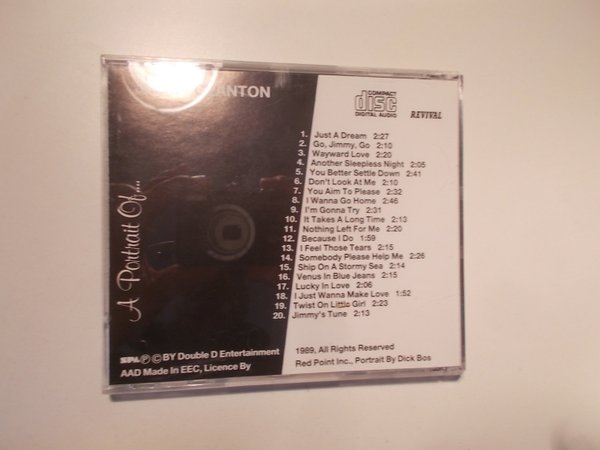 CLANTON
COMPACT
disc
DIGITAL AUDIO
REVIVAL
A Portrait Of...
1. Just A Dream 2:27
2. Go, Jimmy, Go 2:10
3. Wayward Love 2:20
4. Another Sleepless Night 2:05
5. You Better Settle Down 2:41
6. Don't Look At Me 2:10
7. You Aim To Please 2:32
8. I Wanna Go Home 2:46
9. I'm Gonna Try 2:31
10. It Takes A Long Time 2:13
11. Nothing Left For Me 2:20
12. Because I Do 1:59
13. I Feel Those Tears 2:15
14. Somebody Please Help Me 2:26
15. Ship On A Stormy Sea 2:14
16. Venus In Blue Jeans 2:15
17. Lucky In Love 2:06
18. I Just Wanna Make Love 1:52
19. Twist On Little Girl 2:23
20. Jimmy's Tune 2:13
Ⓟ © BY Double D Entertainment
AAD Made In EEC, Licence By
1989, All Rights Reserved
Red Point Inc., Portrait By Dick Bos